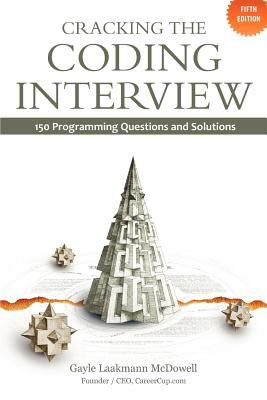 CRACKING THE
CODING
INTERVIEW
FIFTH
EDITION
150 Programming Questions and Solutions
Gayle Laakmann McDowell
Founder / CEO, CareerCup.com